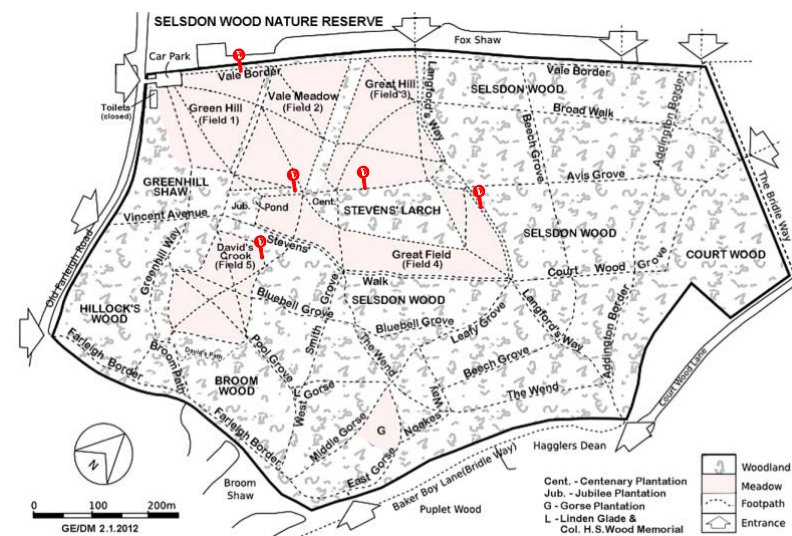 SELSDON WOOD NATURE RESERVE
Fox Shaw
Car Park
Vale Border
Vale Border
Toilets
(closed)
Green Hill
(Field 1)
Vale Meadow
(Field 2)
Great Hill
(Field 3)
Langford's Way
SELSDON WOOD
Broad Walk
Beech Grove
Addington Border
The Bridle Way
GREENHILL
SHAW
Jub.
Pond
Cent.
STEVENS' LARCH
Avis Grove
Vincent Avenue
Old Farleigh Road
Greenhill Way
David's
Crook
(Field 5)
Stevens'
Great Field
(Field 4)
SELSDON WOOD
COURT WOOD
Walk
Court Wood Grove
HILLOCK'S
WOOD
Bluebell Grove
SELSDON WOOD
Bluebell Grove
Leafy Grove
Langford's Way
Addington Border
Farleigh Border
Broom Path
David's Path
Pool Grove
Smith Grove
The Wend
Beech Grove
The Wend
Court Wood Lane
BROOM
WOOD
West
L
Gorse
Middle Gorse
G
Noakes
Way
East Gorse
Farleigh Border
Broom
Shaw
Baker Boy Lane(Bridle Way)
Hagglers Dean
Puplet Wood
N
0 100 200m
GE/DM 2.1.2012
Cent. - Centenary Plantation
Jub. - Jubilee Plantation
G - Gorse Plantation
L - Linden Glade &
Col. H.S.Wood Memorial
Woodland
Meadow
Footpath
Entrance